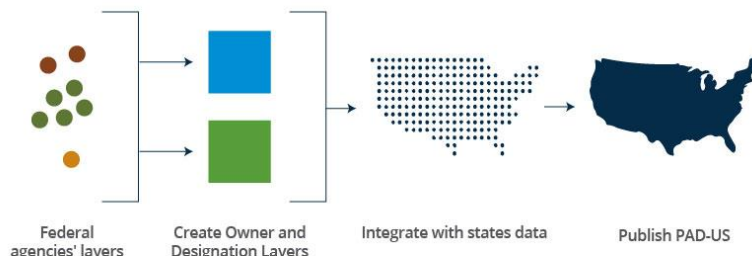 Federal
agencies' layers
Create Owner and
Designation Layers
Integrate with states data
Publish PAD-US